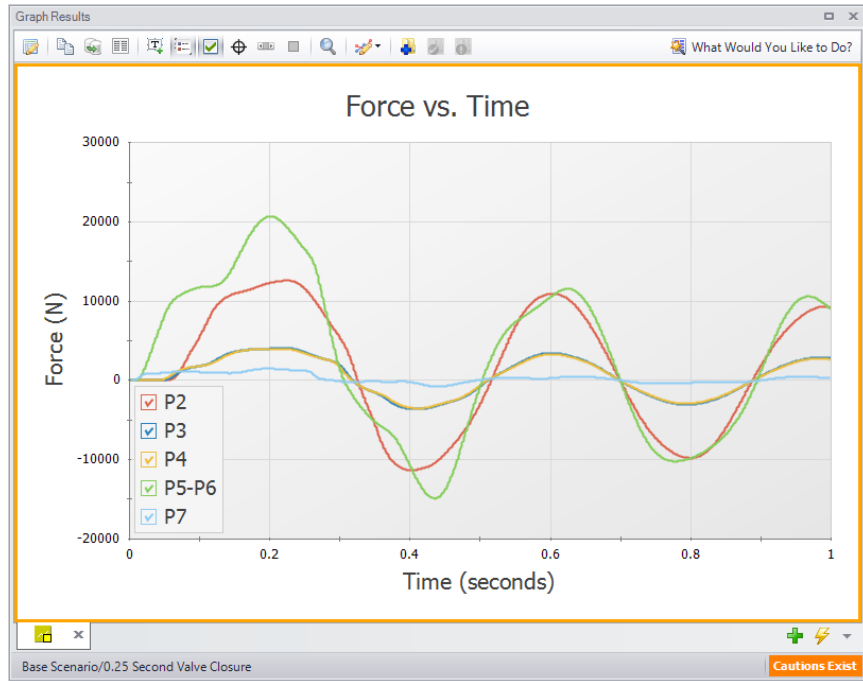 Graph Results
What Would You Like to Do?
Force vs. Time
Force (N)
30000
20000
10000
0
-10000
-20000
P2
P3
P4
P5-P6
P7
0 0.2 0.4 0.6 0.8 1
Time (seconds)
Base Scenario/0.25 Second Valve Closure
Cautions Exist